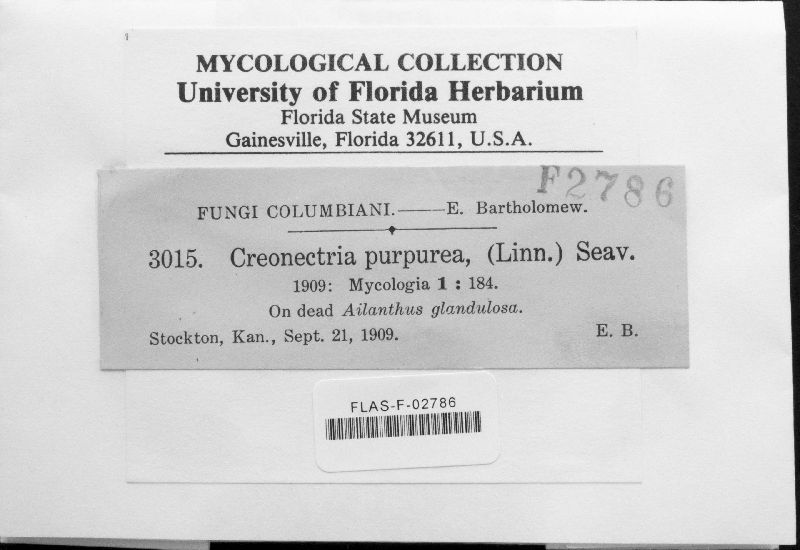 MYCOLOGICAL COLLECTION
University of Florida Herbarium
Florida State Museum
Gainesville, Florida 32611, U.S.A.
F2786
FUNGI COLUMBIANI.——E. Bartholomew.
3015. Creonectria purpurea, (Linn.) Seav.
1909: Mycologia 1 : 184.
On dead Ailanthus glandulosa.
Stockton, Kan., Sept. 21, 1909. E. B.
FLAS-F-02786